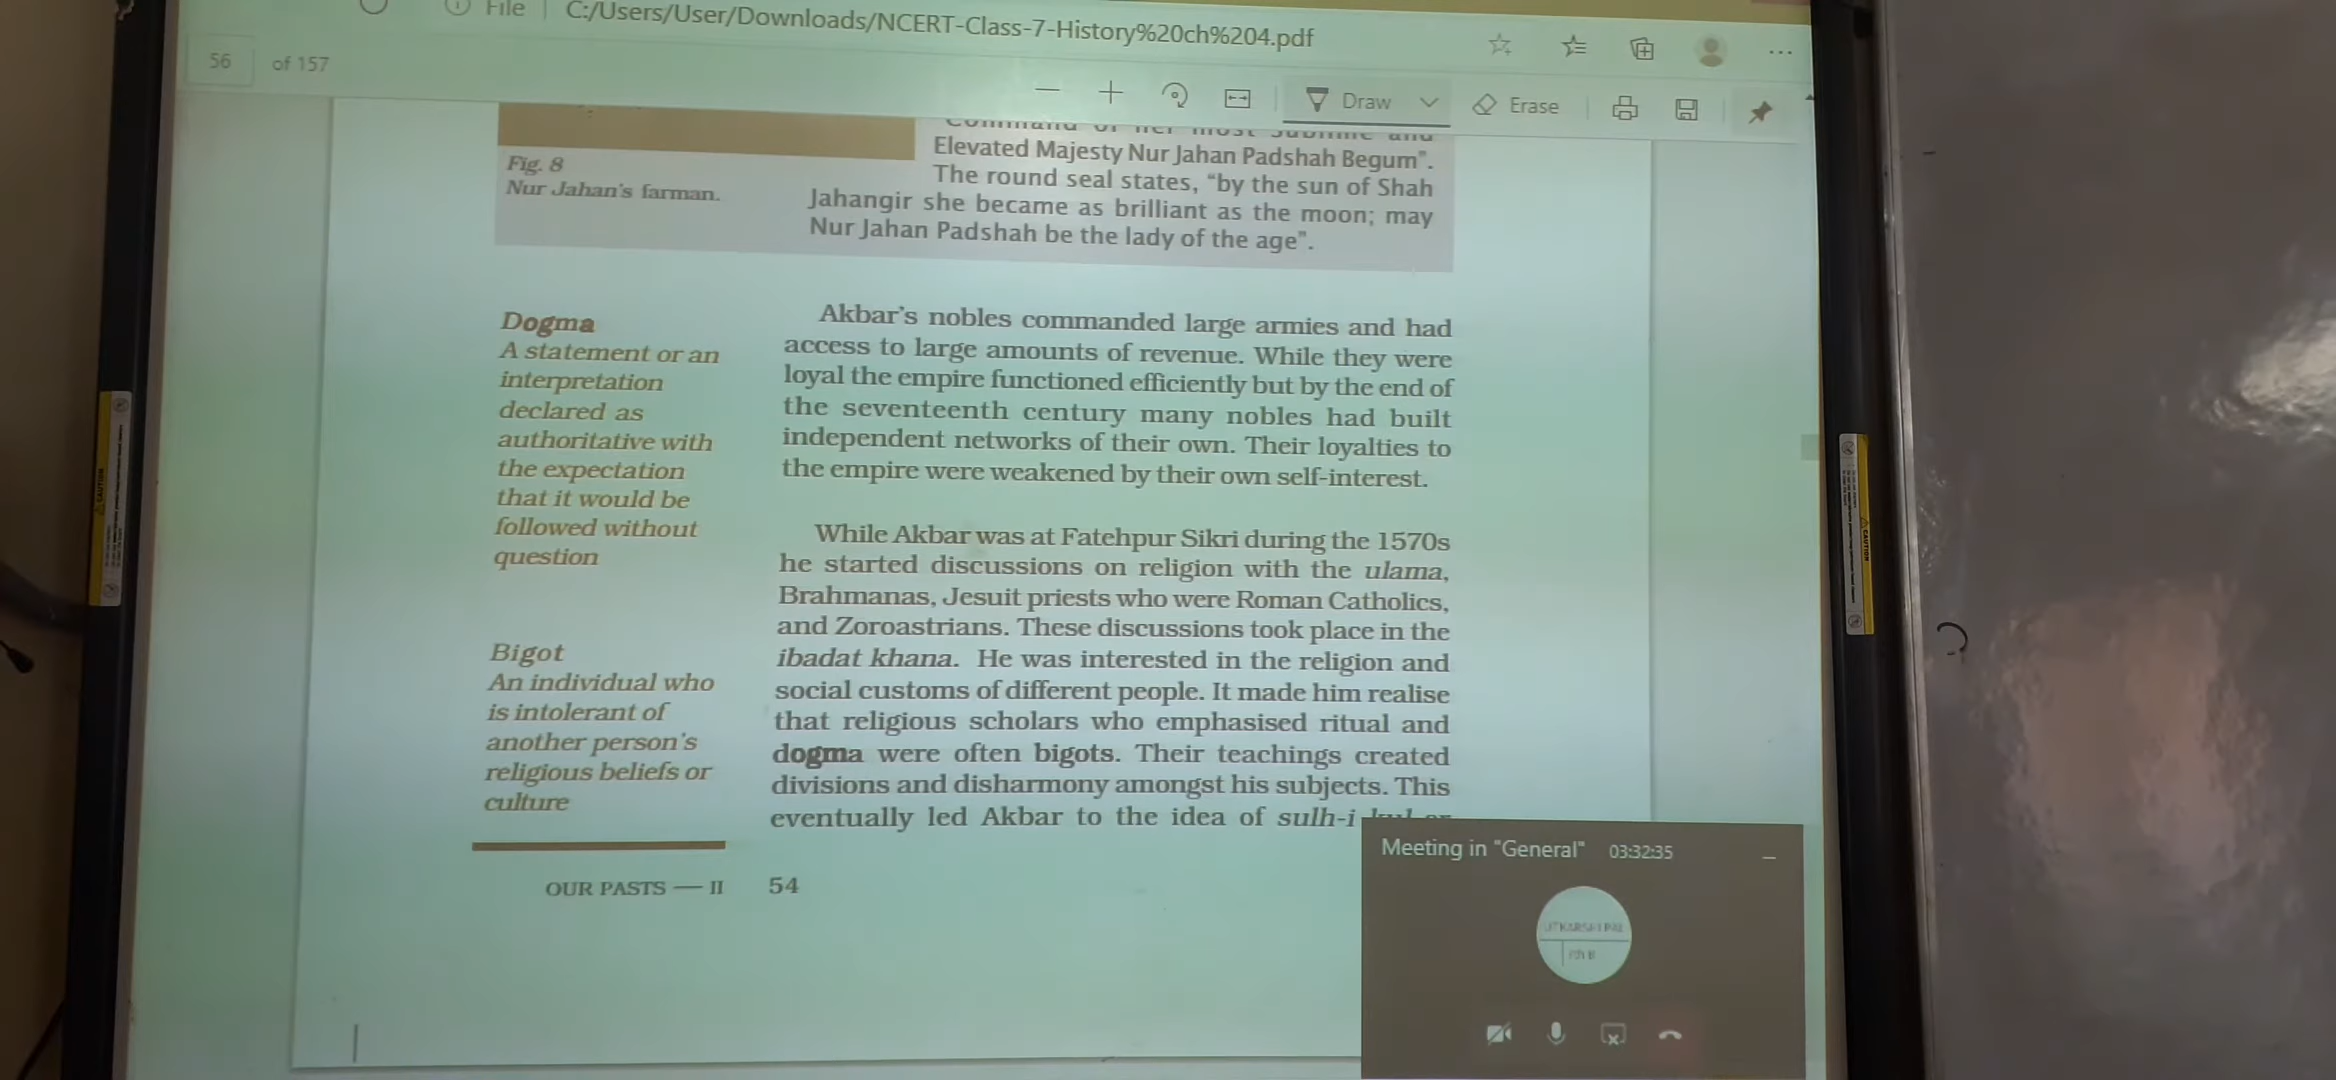 File
C:/Users/User/Downloads/NCERT-Class-7-History%20ch%204.pdf
56 of 157
Draw
Erase
Command of her most Sublime and
Elevated Majesty Nur Jahan Padshah Begum".
The round seal states, "by the sun of Shah
Jahangir she became as brilliant as the moon; may
Nur Jahan Padshah be the lady of the age".
Fig. 8
Nur Jahan's farman.
Dogma
A statement or an
interpretation
declared as
authoritative with
the expectation
that it would be
followed without
question
Bigot
An individual who
is intolerant of
another person's
religious beliefs or
culture
Akbar's nobles commanded large armies and had
access to large amounts of revenue. While they were
loyal the empire functioned efficiently but by the end of
the seventeenth century many nobles had built
independent networks of their own. Their loyalties to
the empire were weakened by their own self-interest.
While Akbar was at Fatehpur Sikri during the 1570s
he started discussions on religion with the ulama,
Brahmanas, Jesuit priests who were Roman Catholics,
and Zoroastrians. These discussions took place in the
ibadat khana. He was interested in the religion and
social customs of different people. It made him realise
that religious scholars who emphasised ritual and
dogma were often bigots. Their teachings created
divisions and disharmony amongst his subjects. This
eventually led Akbar to the idea of sulh-i
OUR PASTS — II 54
Meeting in "General" 03:32:35
CAUTION
CAUTION